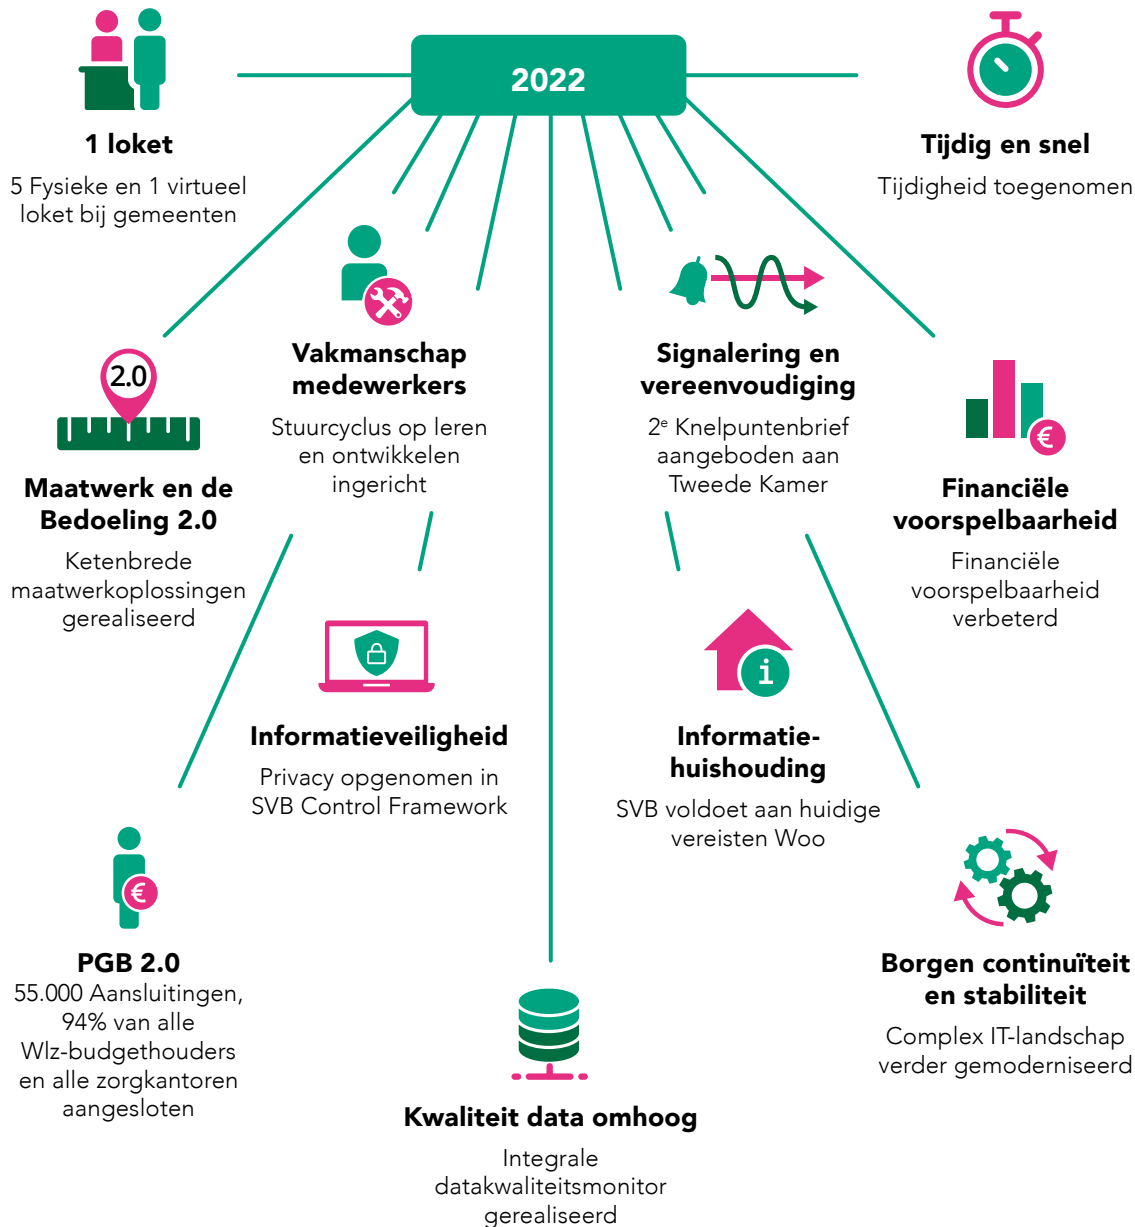 2022
1 loket
5 Fysieke en 1 virtueel
loket bij gemeenten
Tijdig en snel
Tijdigheid toegenomen
Vakmanschap
medewerkers
Stuurcyclus op leren
en ontwikkelen
ingericht
Signalering en
vereenvoudiging
2e Knelpuntenbrief
aangeboden aan
Tweede Kamer
2.0
Maatwerk en de
Bedoeling 2.0
Ketenbrede
maatwerkoplossingen
gerealiseerd
€
Financiële
voorspelbaarheid
Financiële
voorspelbaarheid
verbeterd
Informatieveiligheid
Privacy opgenomen in
SVB Control Framework
i
Informatie-
huishouding
SVB voldoet aan huidige
vereisten Woo
€
PGB 2.0
55.000 Aansluitingen,
94% van alle
Wlz-budgethouders
en alle zorgkantoren
aangesloten
Borgen continuïteit
en stabiliteit
Complex IT-landschap
verder gemoderniseerd
Kwaliteit data omhoog
Integrale
datakwaliteitsmonitor
gerealiseerd